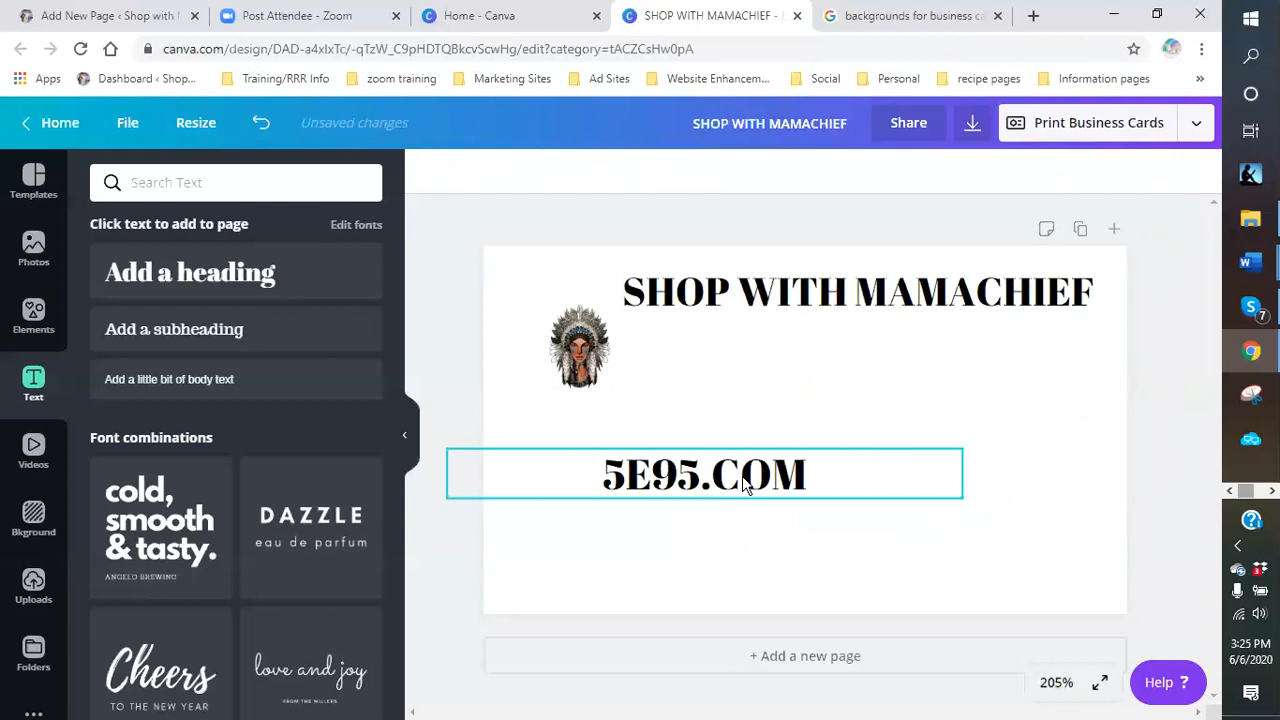 Add New Page ‹ Shop with
Post Attendee - Zoom
Home - Canva
SHOP WITH MAMACHIEF -
backgrounds for business ca
canva.com/design/DAD-a4xIxTc/-qTzW_C9pHDTQBkcvScwHg/edit?category=tACZCsHw0pA
Apps
Dashboard ‹ Shop...
Training/RRR Info
zoom training
Marketing Sites
Ad Sites
Website Enhancem...
Social
Personal
recipe pages
Information pages
»
Home
File
Resize
Unsaved changes
SHOP WITH MAMACHIEF
Share
Print Business Cards
Templates
Photos
Elements
Text
Videos
Bkground
Uploads
Folders
Search Text
Click text to add to page
Edit fonts
Add a heading
Add a subheading
Add a little bit of body text
Font combinations
cold,
smooth
& tasty.
ANGELO BREWING
DAZZLE
eau de parfum
Cheers
TO THE NEW YEAR
love and joy
FROM THE MILLERS
SHOP WITH MAMACHIEF
5E95.COM
+ Add a new page
205%
Help ?
7
3
3:25 PM
6/6/2020